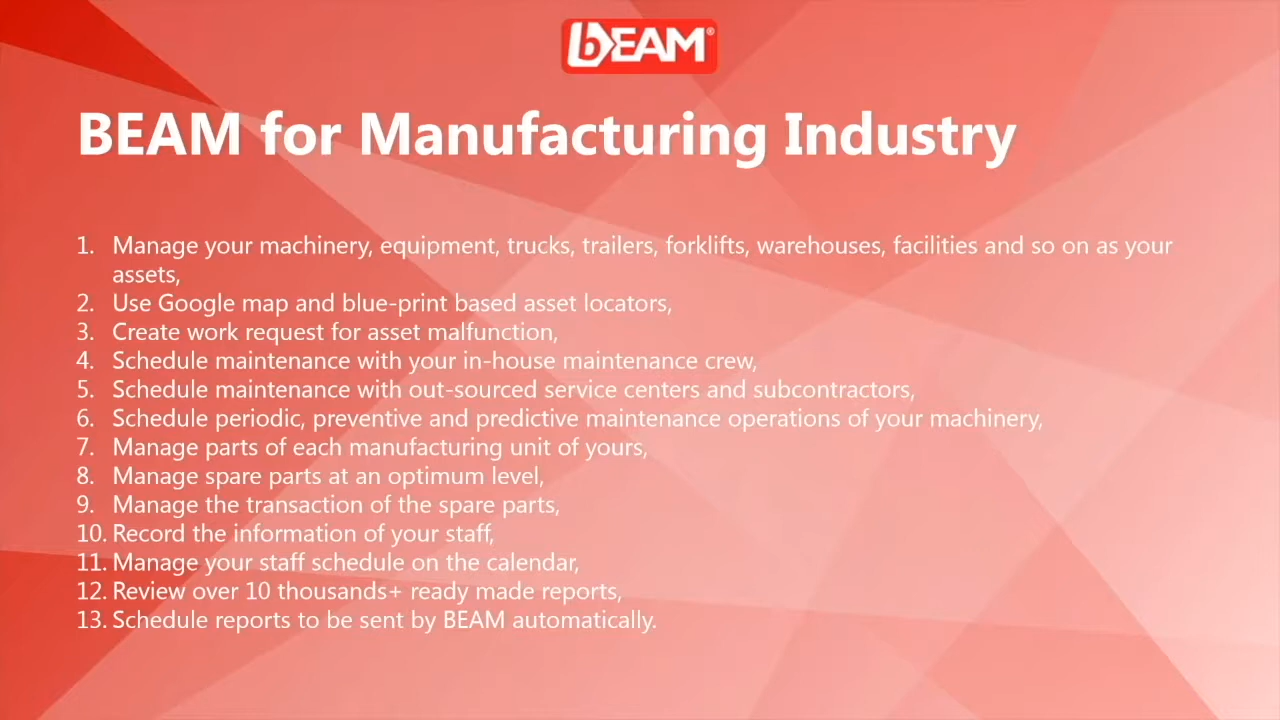 bEAM®
BEAM for Manufacturing Industry
1. Manage your machinery, equipment, trucks, trailers, forklifts, warehouses, facilities and so on as your
assets,
2. Use Google map and blue-print based asset locators,
3. Create work request for asset malfunction,
4. Schedule maintenance with your in-house maintenance crew,
5. Schedule maintenance with out-sourced service centers and subcontractors,
6. Schedule periodic, preventive and predictive maintenance operations of your machinery,
7. Manage parts of each manufacturing unit of yours,
8. Manage spare parts at an optimum level,
9. Manage the transaction of the spare parts,
10. Record the information of your staff,
11. Manage your staff schedule on the calendar,
12. Review over 10 thousands+ ready made reports,
13. Schedule reports to be sent by BEAM automatically.